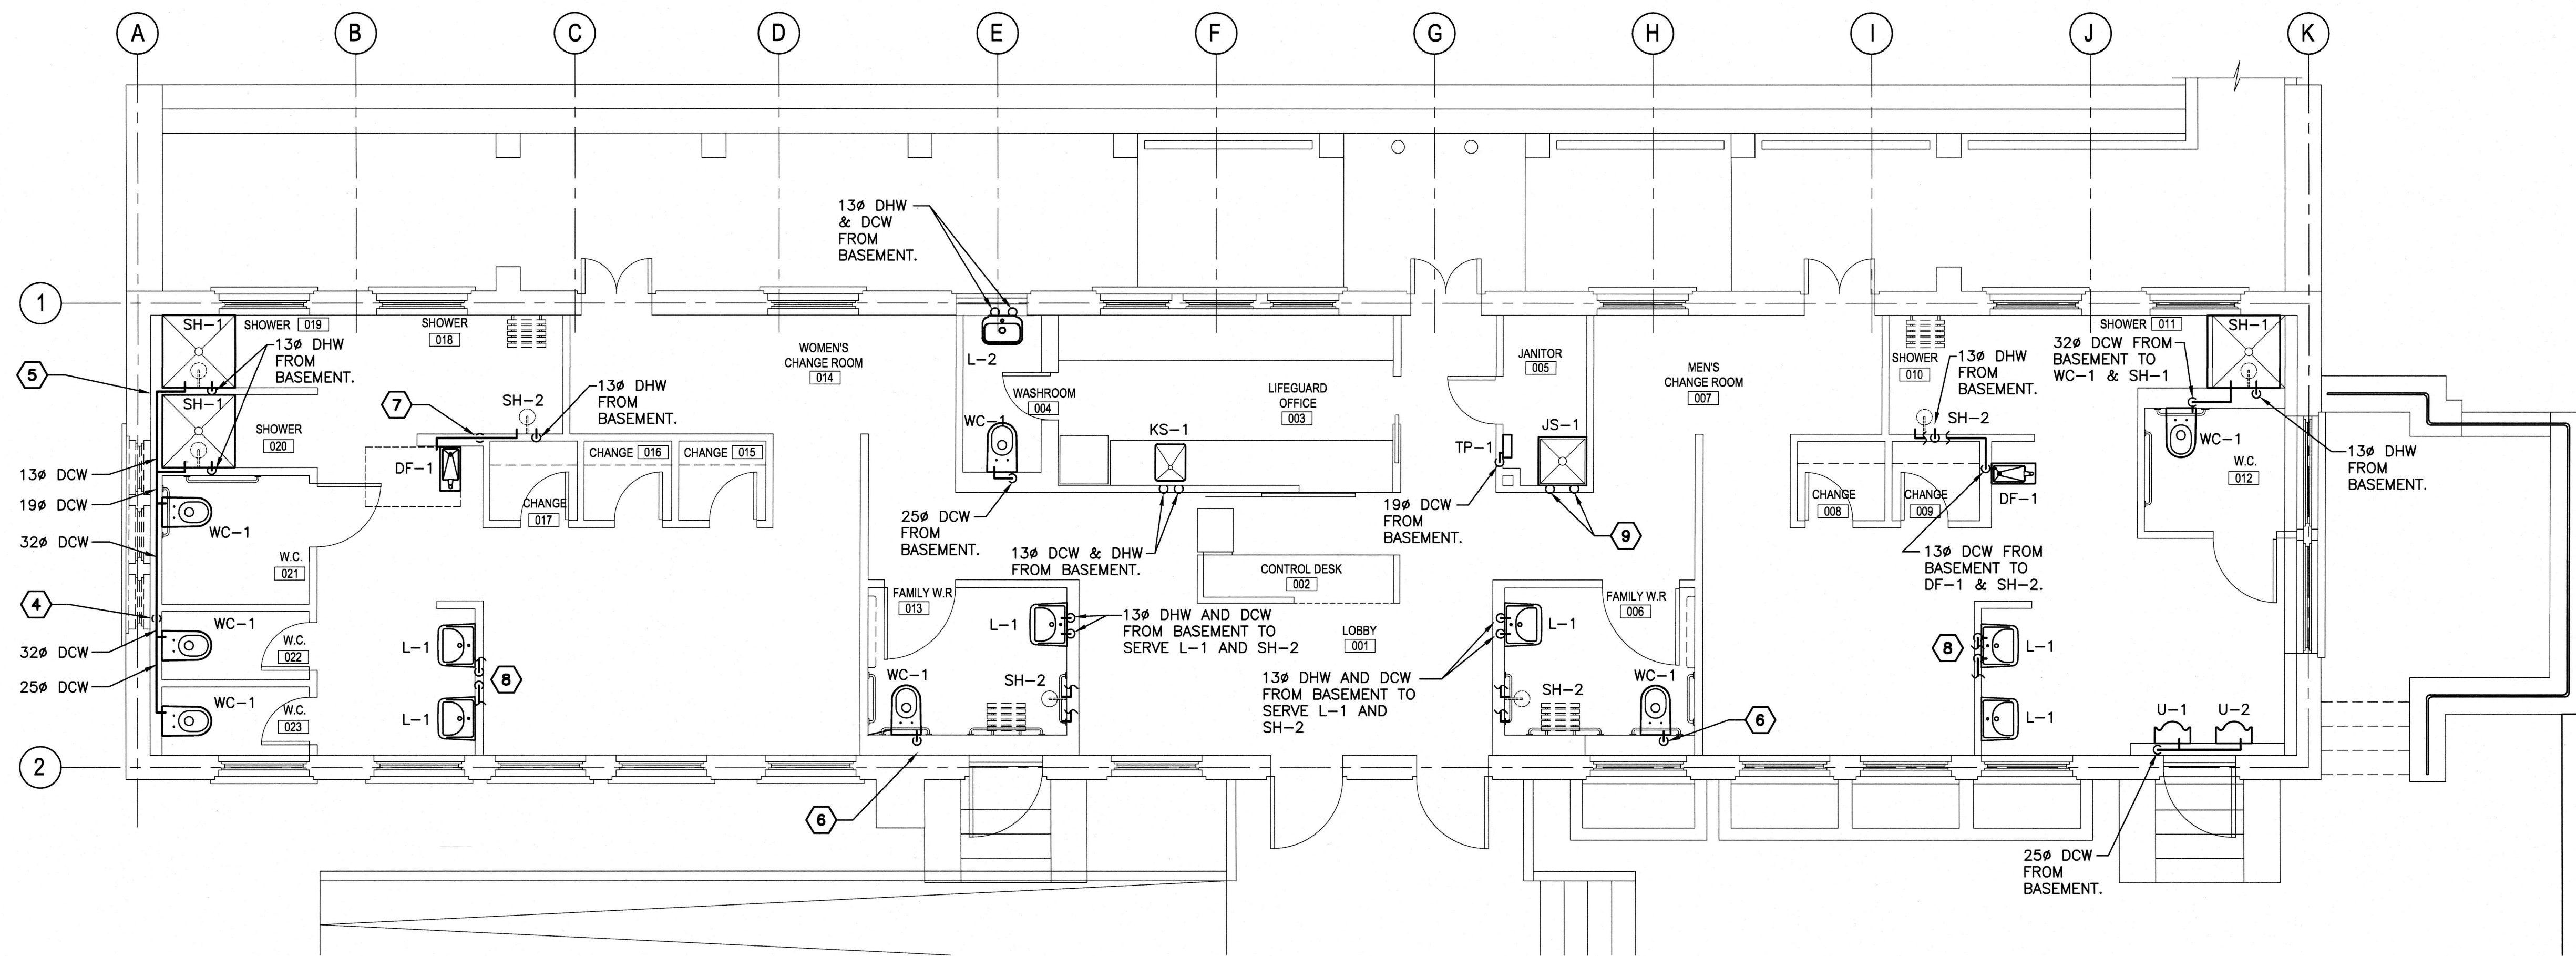 A
B
C
D
E
F
G
H
I
J
K
1
2
13ø DHW
& DCW
FROM
BASEMENT.
SH-1
SHOWER 019
13ø DHW
FROM
BASEMENT.
SHOWER
018
5
SH-1
SHOWER
020
7
SH-2
13ø DHW
FROM
BASEMENT.
DF-1
CHANGE 016
CHANGE 015
CHANGE
017
WOMEN'S
CHANGE ROOM
014
13ø DCW
19ø DCW
32ø DCW
4
32ø DCW
25ø DCW
WC-1
W.C.
021
WC-1
W.C.
022
WC-1
W.C.
023
L-1
L-1
8
L-2
WASHROOM
004
WC-1
25ø DCW
FROM
BASEMENT.
LIFEGUARD
OFFICE
003
KS-1
13ø DCW & DHW
FROM BASEMENT.
FAMILY W.R
013
L-1
13ø DHW AND DCW
FROM BASEMENT TO
SERVE L-1 AND SH-2
WC-1
SH-2
6
CONTROL DESK
002
LOBBY
001
JANITOR
005
TP-1
JS-1
19ø DCW
FROM
BASEMENT.
9
13ø DHW AND DCW
FROM BASEMENT TO
SERVE L-1 AND
SH-2
L-1
FAMILY W.R
006
SH-2
WC-1
6
MEN'S
CHANGE ROOM
007
SHOWER
010
13ø DHW
FROM
BASEMENT.
SH-2
CHANGE
008
CHANGE
009
DF-1
13ø DCW FROM
BASEMENT TO
DF-1 & SH-2.
8
L-1
L-1
SHOWER 011
SH-1
32ø DCW FROM
BASEMENT TO
WC-1 & SH-1
WC-1
W.C.
012
13ø DHW
FROM
BASEMENT.
U-1
U-2
25ø DCW
FROM
BASEMENT.